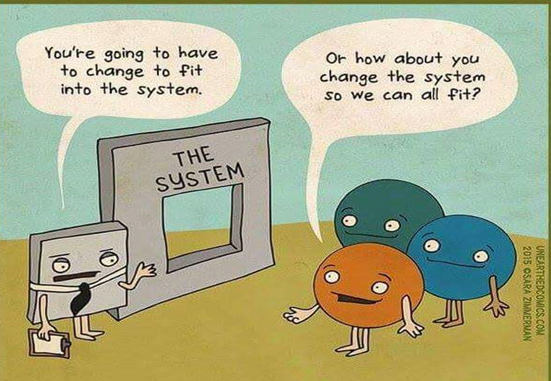 You're going to have
to change to fit
into the system.
Or how about you
change the system
so we can all fit?
THE
SYSTEM
UNEARTHEDCOMICS.COM
2015 ©SARA ZIMMERMAN